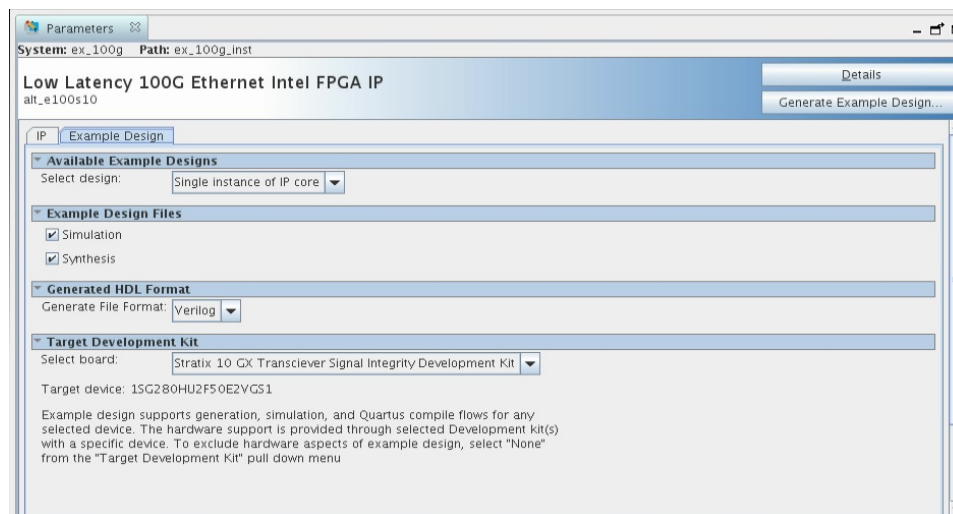 Parameters
System: ex_100g Path: ex_100g_inst
Low Latency 100G Ethernet Intel FPGA IP
alt_e100s10
Details
Generate Example Design...
IP Example Design
Available Example Designs
Select design: Single instance of IP core
Example Design Files
Simulation
Synthesis
Generated HDL Format
Generate File Format: Verilog
Target Development Kit
Select board: Stratix 10 GX Transciever Signal Integrity Development Kit
Target device: 1SG280HU2F50E2VGS1
Example design supports generation, simulation, and Quartus compile flows for any
selected device. The hardware support is provided through selected Development kit(s)
with a specific device. To exclude hardware aspects of example design, select "None"
from the "Target Development Kit" pull down menu